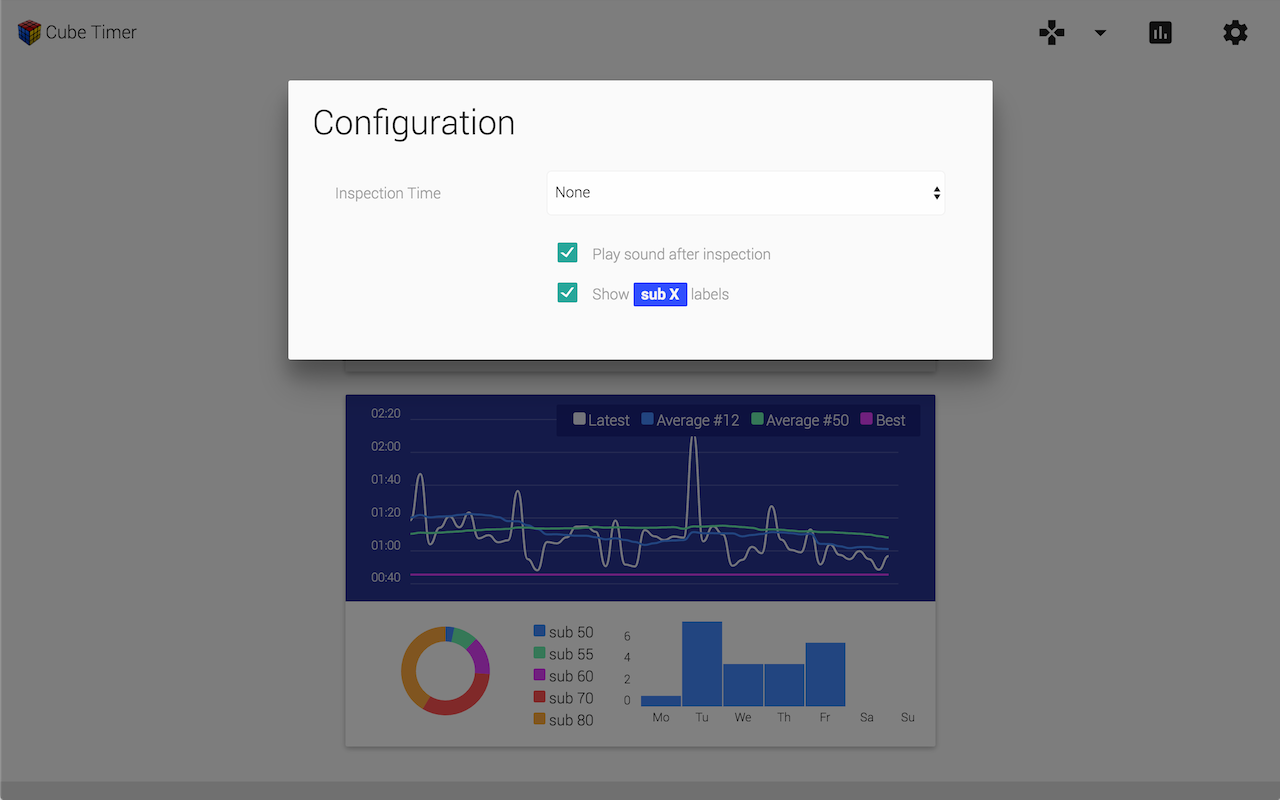 Cube Timer
Configuration
Inspection Time
None
Play sound after inspection
Show sub X labels
Latest Average #12 Average #50 Best
02:20
02:00
01:40
01:20
01:00
00:40
sub 50
sub 55
sub 60
sub 70
sub 80
6
4
2
0
Mo Tu We Th Fr Sa Su